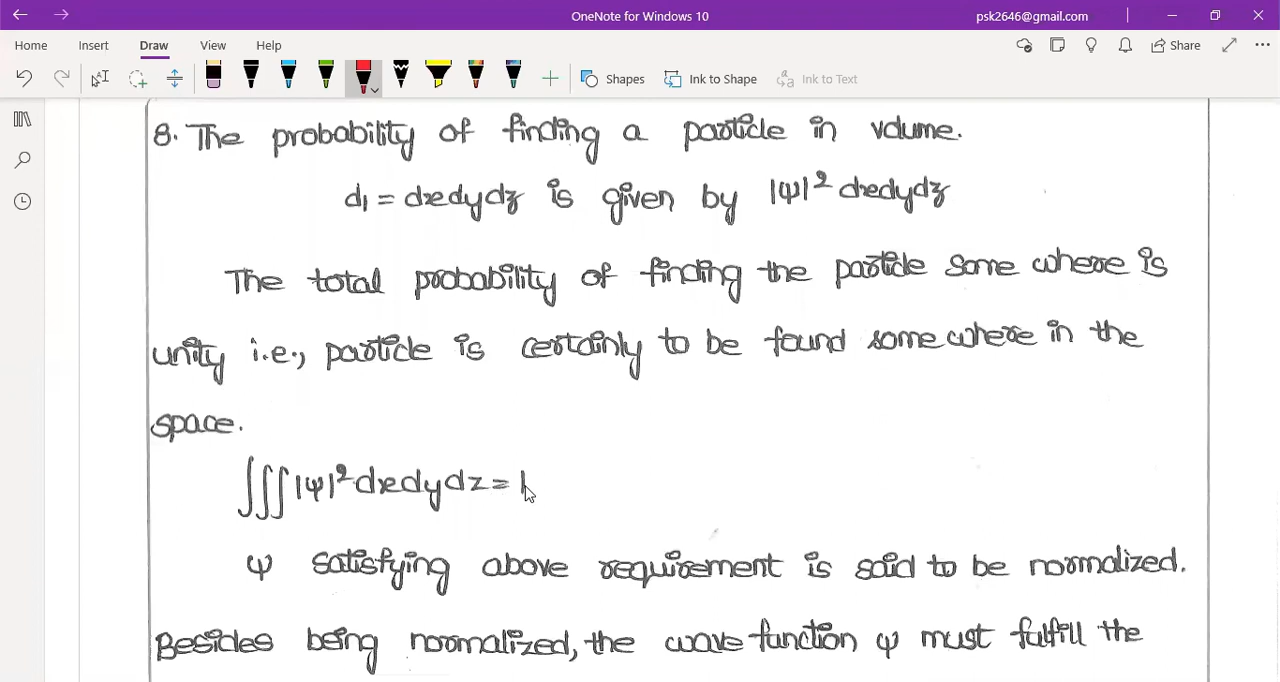 OneNote for Windows 10
psk2646@gmail.com
Home Insert Draw View Help
Share
Shapes
Ink to Shape
Ink to Text
8. The probability of finding a particle in volume.
d₁ = dxdydz is given by |ψ|² dxdydz
The total probability of finding the particle some where is
unity i.e., particle is certainly to be found some where in the
space.
∫∫∫|ψ|² dxdydz = 1
ψ satisfying above requirement is said to be normalized.
Besides being normalized, the wave function ψ must fulfill the